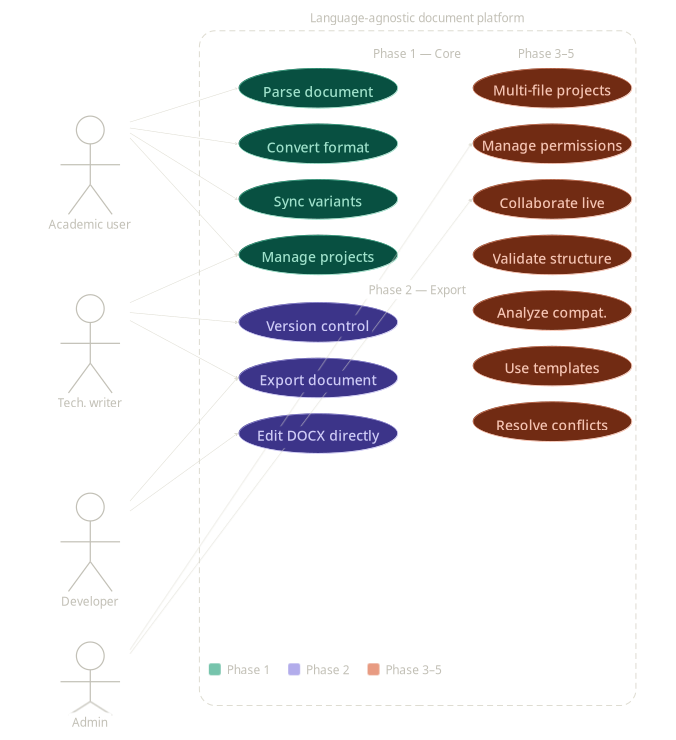 Language-agnostic document platform
Phase 1 — Core
Phase 3–5
Parse document
Multi-file projects
Convert format
Manage permissions
Academic user
Sync variants
Collaborate live
Manage projects
Validate structure
Phase 2 — Export
Version control
Analyze compat.
Tech. writer
Export document
Use templates
Edit DOCX directly
Resolve conflicts
Developer
Phase 1
Phase 2
Phase 3–5
Admin